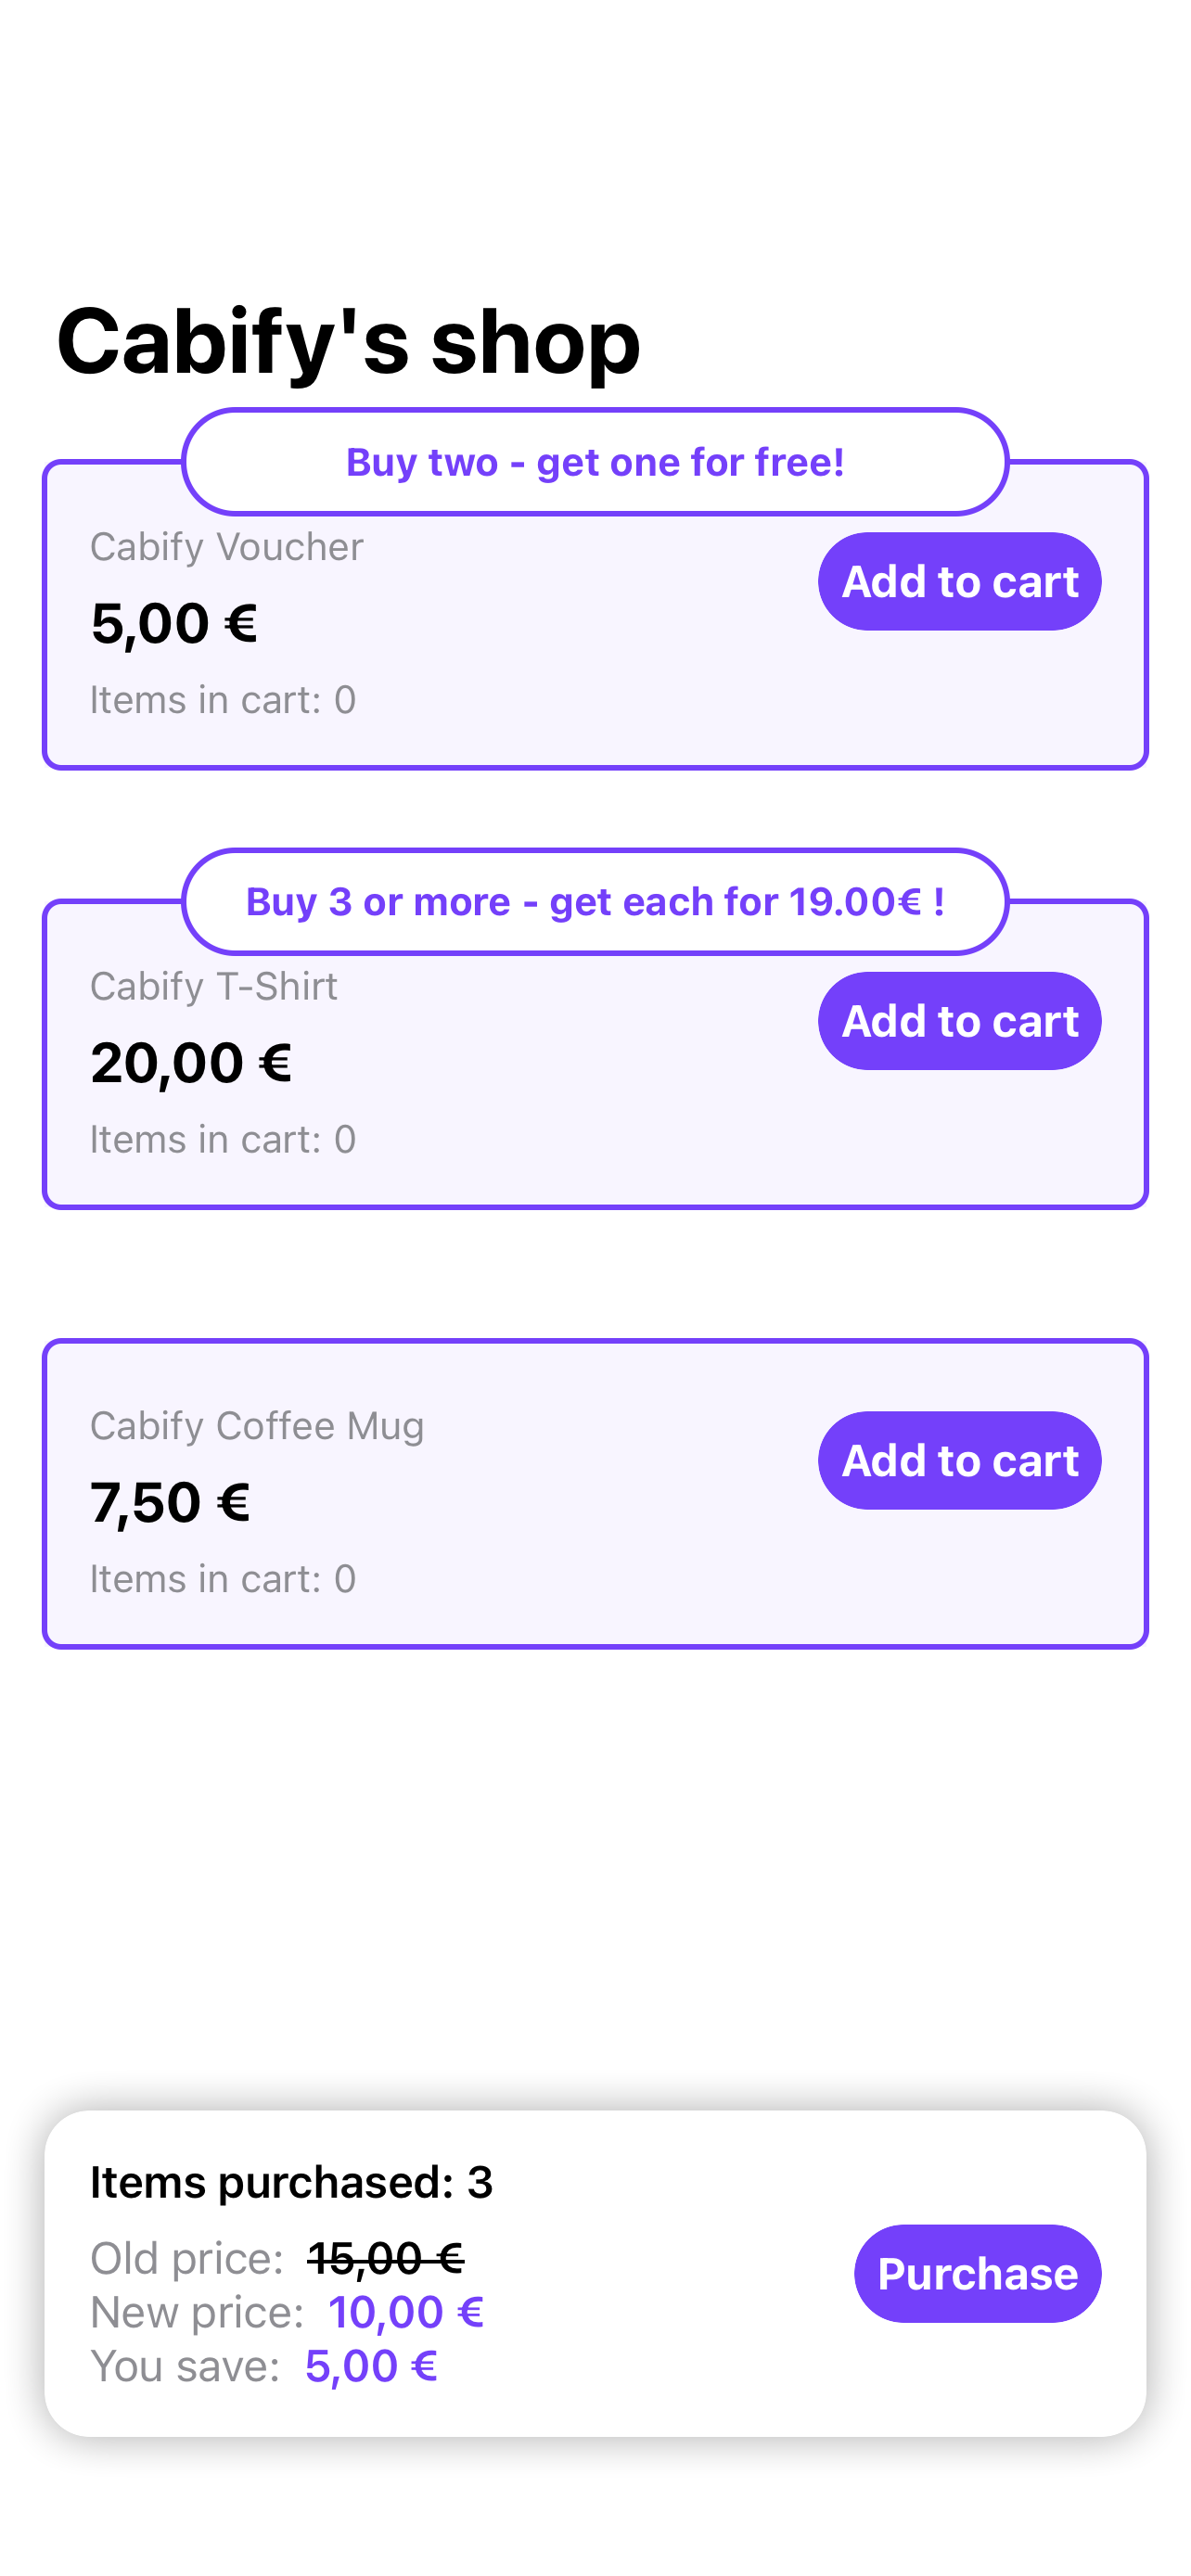 Cabify's shop
Buy two - get one for free!
Cabify Voucher
Add to cart
5,00 €
Items in cart: 0
Buy 3 or more - get each for 19.00€ !
Cabify T-Shirt
Add to cart
20,00 €
Items in cart: 0
Cabify Coffee Mug
Add to cart
7,50 €
Items in cart: 0
Items purchased: 3
Old price: 15,00 €
New price: 10,00 €
You save: 5,00 €
Purchase